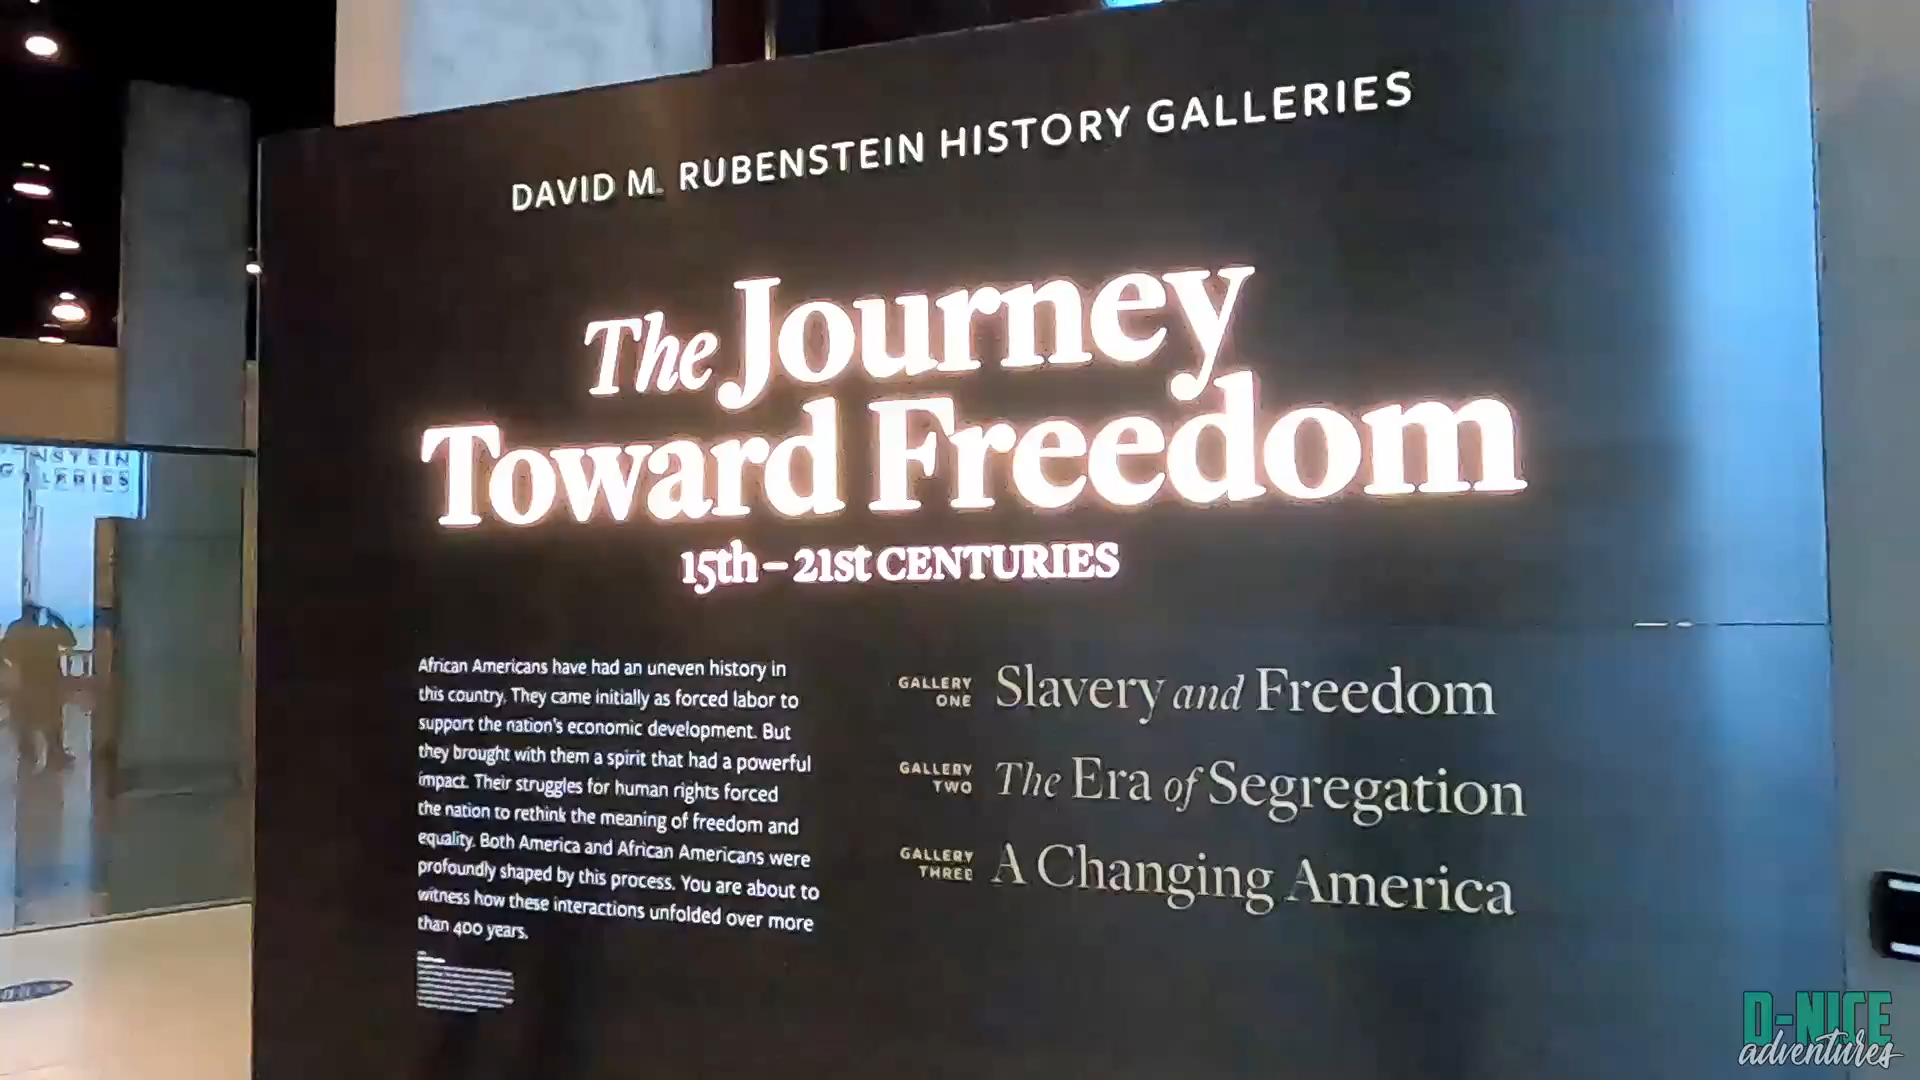 DAVID M. RUBENSTEIN HISTORY GALLERIES
The Journey
Toward Freedom
15th – 21st CENTURIES
African Americans have had an uneven history in
this country. They came initially as forced labor to
support the nation's economic development. But
they brought with them a spirit that had a powerful
impact. Their struggles for human rights forced
the nation to rethink the meaning of freedom and
equality. Both America and African Americans were
profoundly shaped by this process. You are about to
witness how these interactions unfolded over more
than 400 years.
GALLERY
ONE
Slavery and Freedom
GALLERY
TWO
The Era of Segregation
GALLERY
THREE
A Changing America
NSTEIN
LERIES
D-NICE
adventures